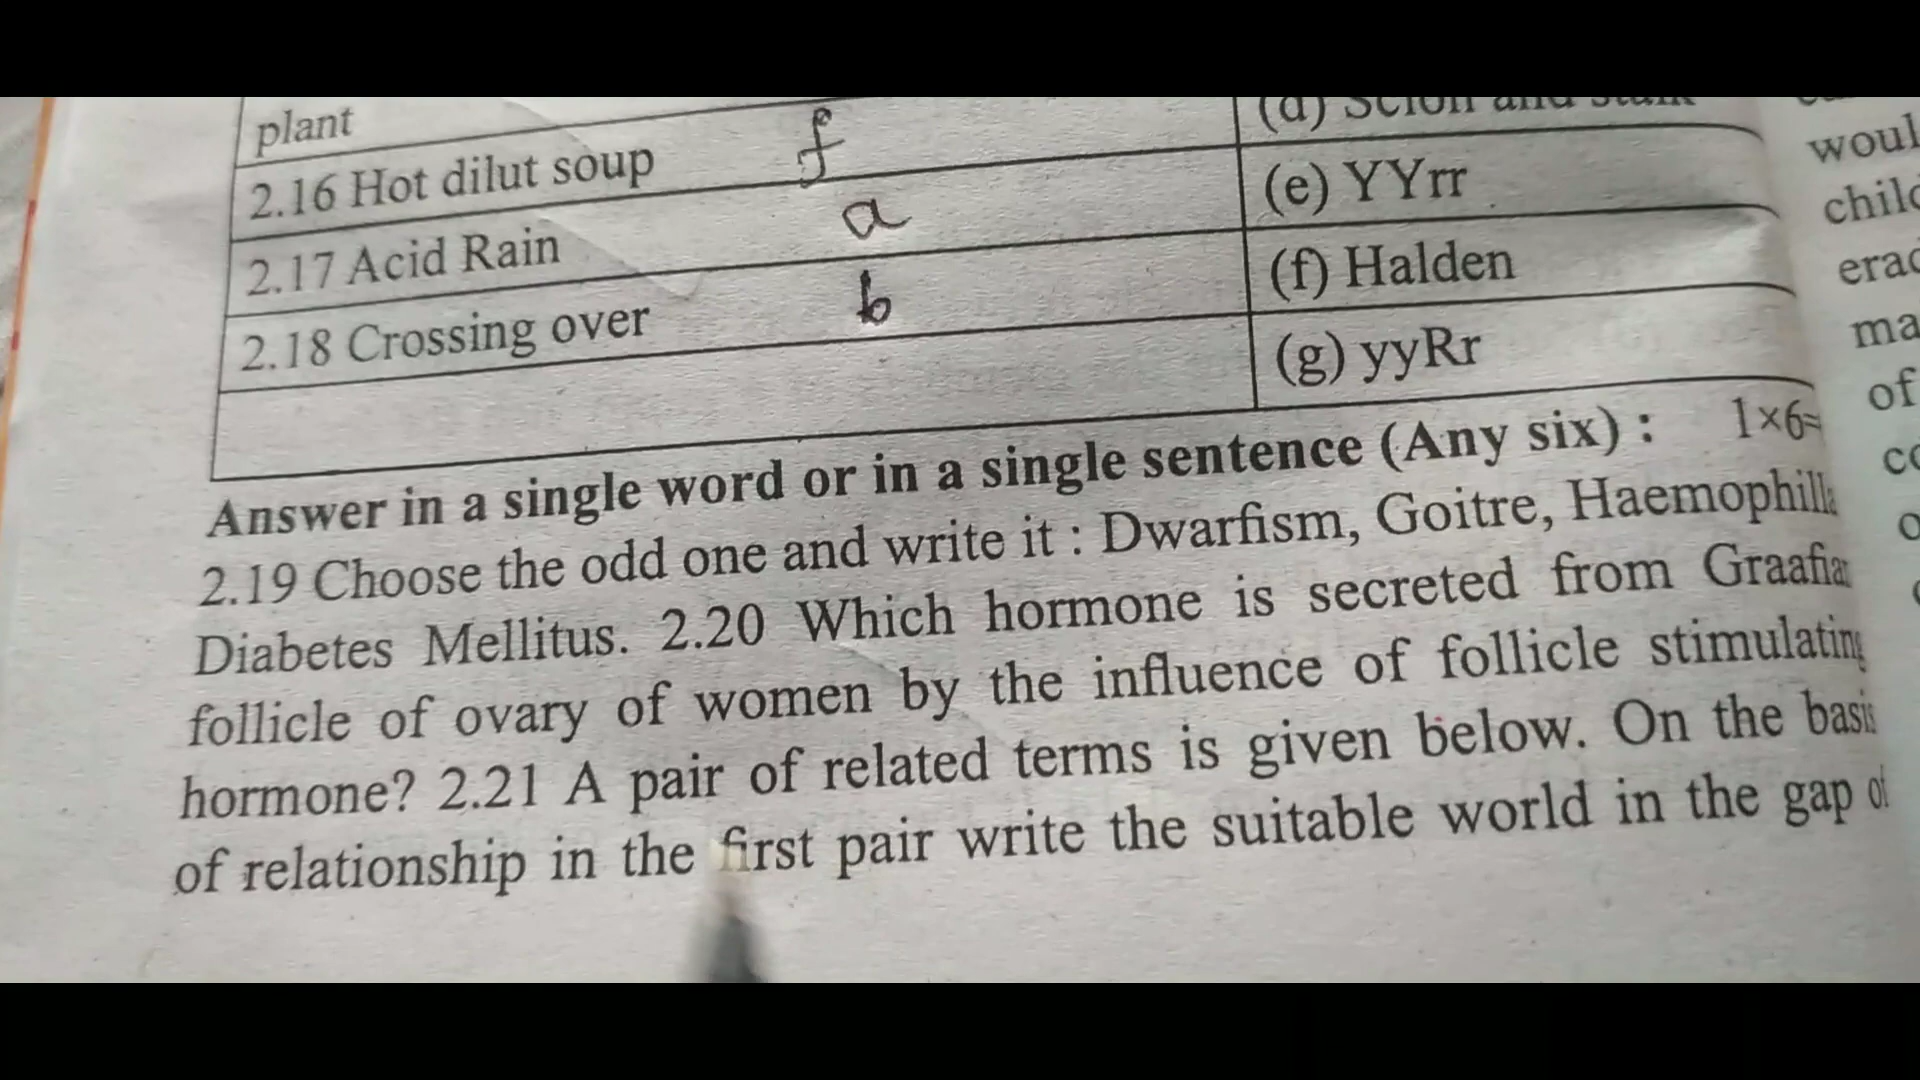 plant
2.16 Hot dilut soup f
2.17 Acid Rain a
2.18 Crossing over b
(d) Scion and
(e) YYrr
(f) Halden
(g) yyRr
Answer in a single word or in a single sentence (Any six) : 1×6=
2.19 Choose the odd one and write it : Dwarfism, Goitre, Haemophilia
Diabetes Mellitus. 2.20 Which hormone is secreted from Graafian
follicle of ovary of women by the influence of follicle stimulating
hormone? 2.21 A pair of related terms is given below. On the basis
of relationship in the first pair write the suitable world in the gap of
woul
child
erad
ma
of